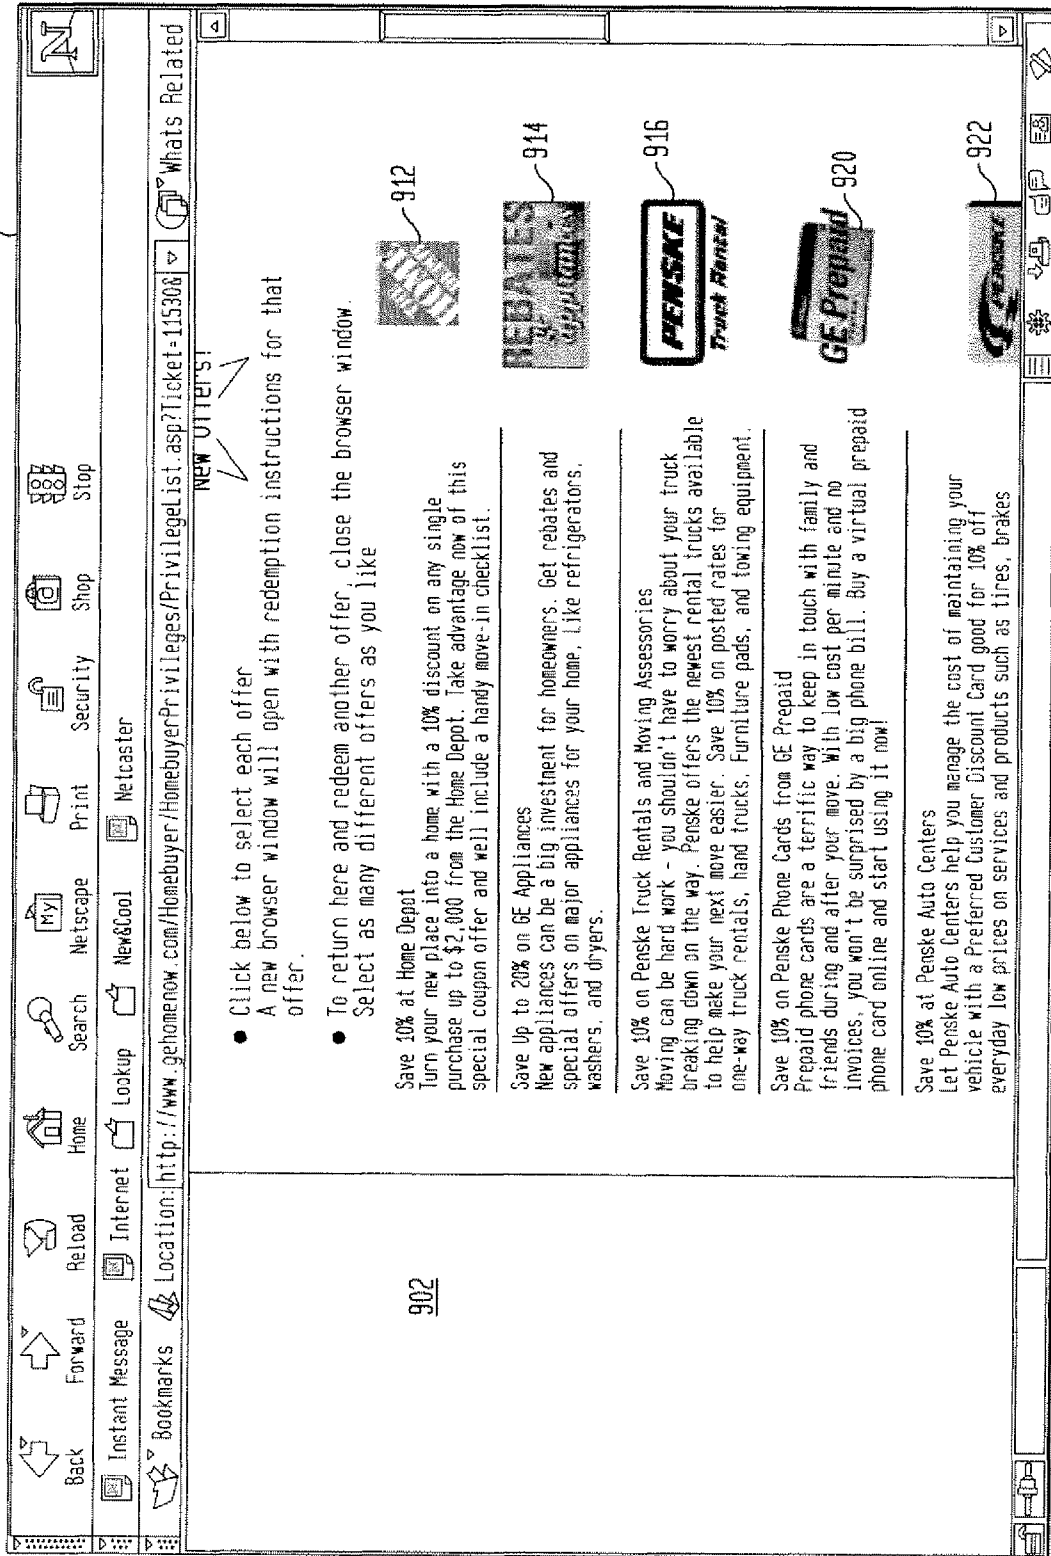 Back Forward Reload Home Search Netscape Print Security Shop Stop
My
N
Instant Message Internet Lookup New&Cool Netcaster
Bookmarks Location: http://www.gehomenow.com/Homebuyer/HomebuyerPrivileges/PrivilegeList.asp?Ticket=11530& Whats Related
New Offers!
● Click below to select each offer
A new browser window will open with redemption instructions for that
offer.
● To return here and redeem another offer, close the browser window.
Select as many different offers as you like
902
Save 10% at Home Depot
Turn your new place into a home with a 10% discount on any single
purchase up to $2,000 from the Home Depot. Take advantage now of this
special coupon offer and well include a handy move-in checklist.
912
Save Up to 20% on GE Appliances
New appliances can be a big investment for homeowners. Get rebates and
special offers on major appliances for your home, Like refrigerators,
washers, and dryers.
REBATES
914
Save 10% on Penske Truck Rentals and Moving Assessories
Moving can be hard work - you shouldn't have to worry about your truck
breaking down on the way. Penske offers the newest rental trucks available
to help make your next move easier. Save 10% on posted rates for
one-way truck rentals, hand trucks, Furniture pads, and towing equipment.
PENSKE
Truck Rental
916
Save 10% on Penske Phone Cards from GE Prepaid
Prepaid phone cards are a terrific way to keep in touch with family and
friends during and after your move. With low cost per minute and no
invoices, you won't be surprised by a big phone bill. Buy a virtual prepaid
phone card online and start using it now!
GE Prepaid
920
Save 10% at Penske Auto Centers
Let Penske Auto Centers help you manage the cost of maintaining your
vehicle with a Preferred Customer Discount Card good for 10% off
everyday low prices on services and products such as tires, brakes
PENSKE
922